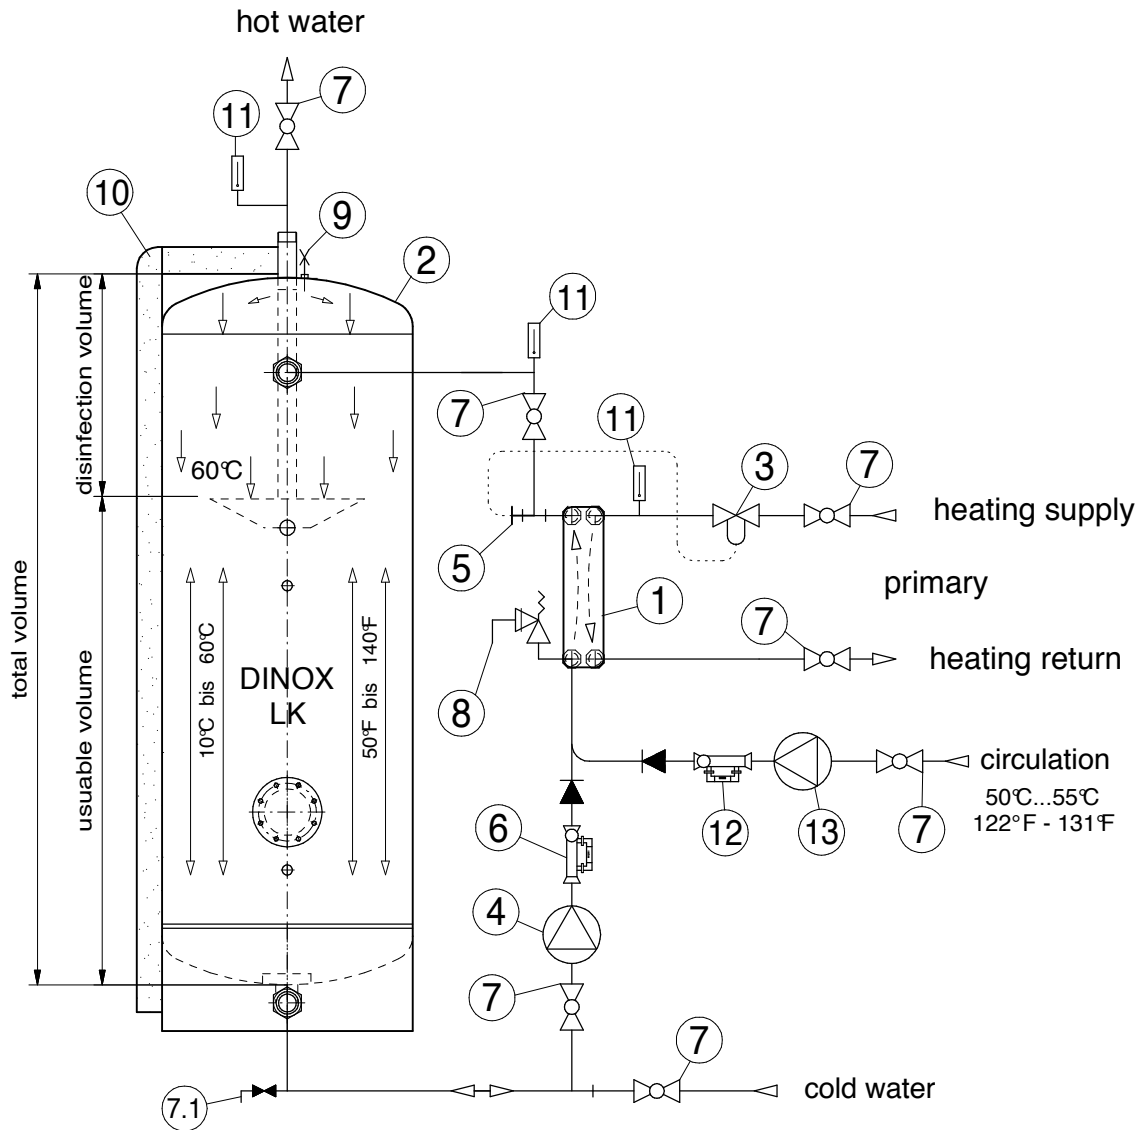 hot water
7
11
10
9
2
11
7
11
3
7
disinfection volume
60°C
heating supply
5
primary
1
7
heating return
8
total volume
usuable volume
10°C bis 60°C
DINOX
LK
50°F bis 140°F
circulation
50°C...55°C
122°F - 131°F
6
12
13
7
4
7
7
7.1
cold water